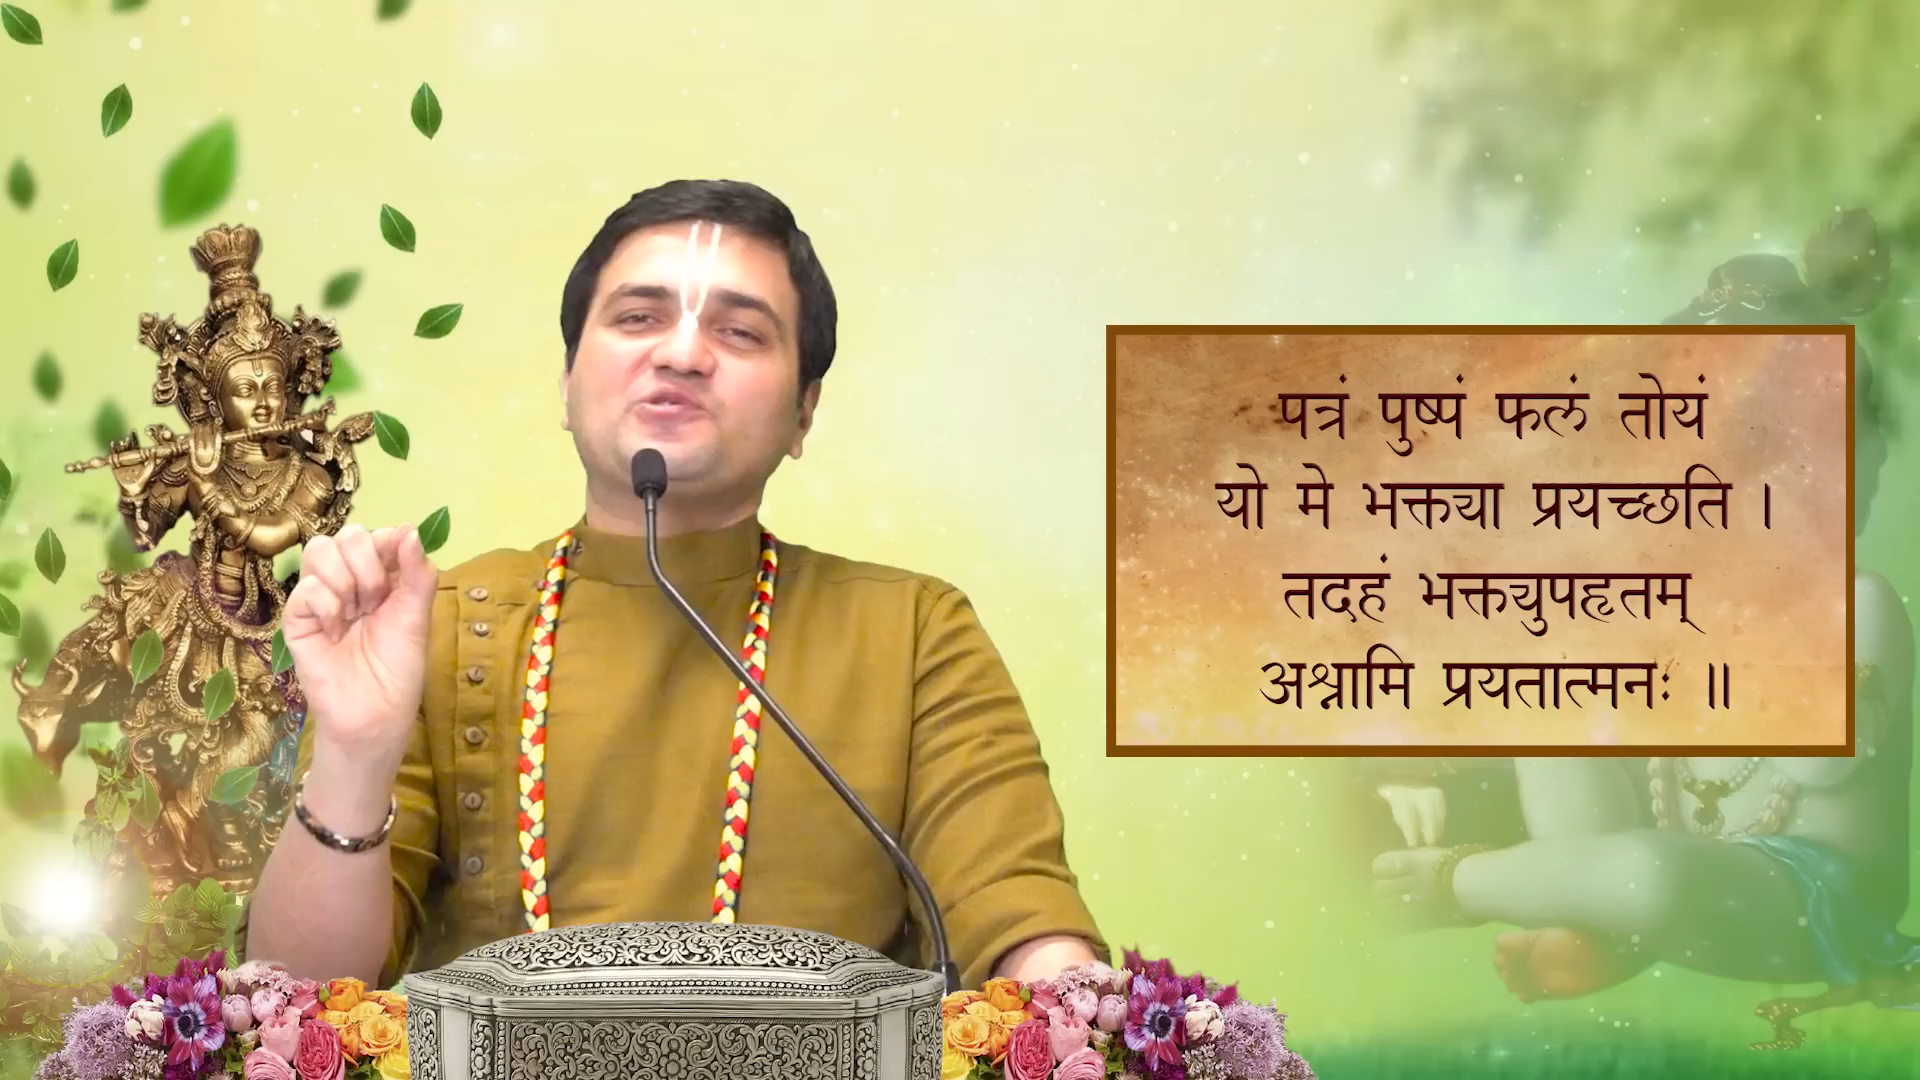 पत्रं पुष्पं फलं तोयं
यो मे भक्त्या प्रयच्छति ।
तदहं भक्त्युपहृतम्
अश्नामि प्रयतात्मनः ॥